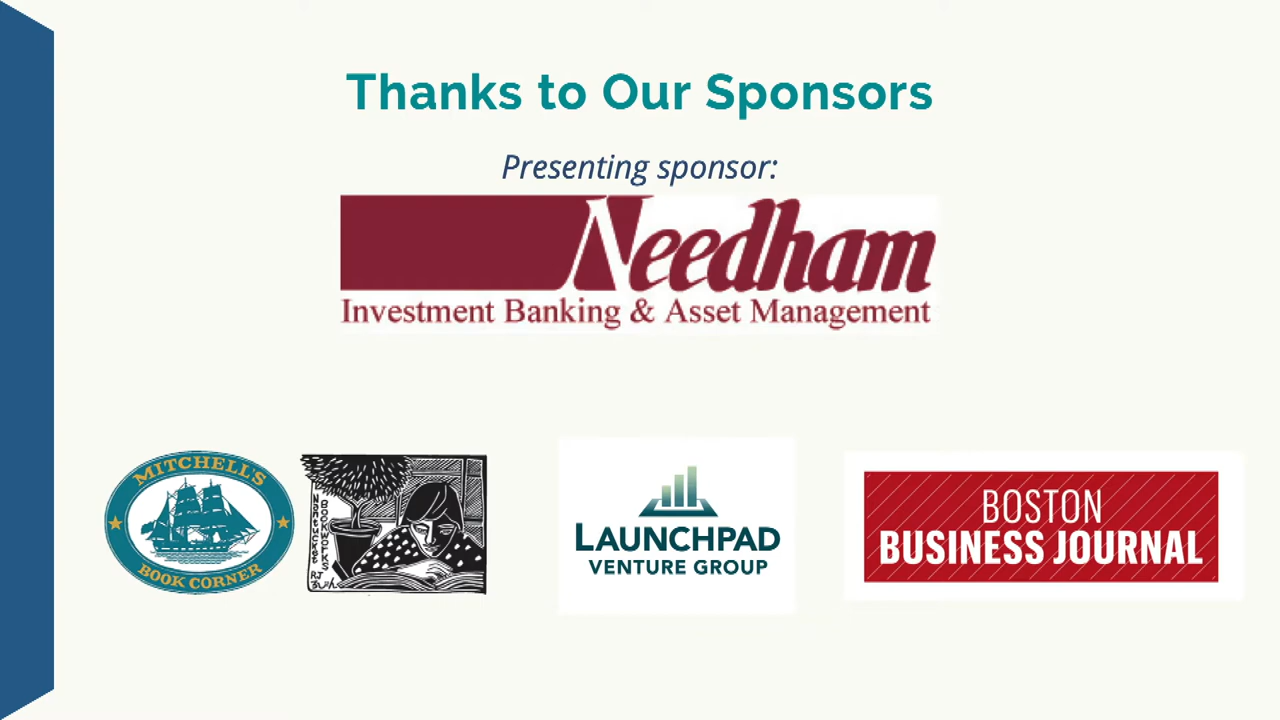 Thanks to Our Sponsors
Presenting sponsor:
Needham
Investment Banking & Asset Management
MITCHELL'S
BOOK CORNER
Nantucket
BOOKWORKS
LAUNCHPAD
VENTURE GROUP
BOSTON
BUSINESS JOURNAL